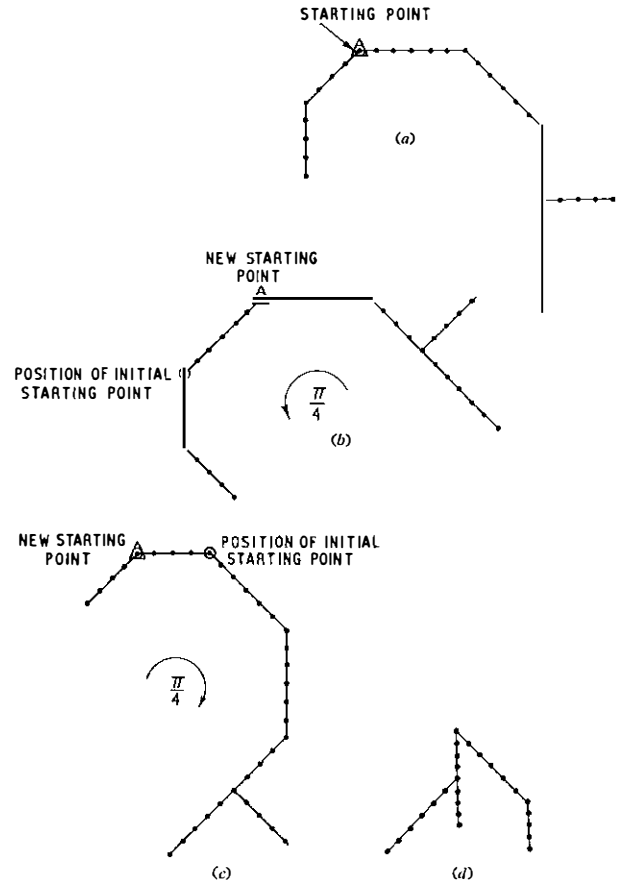 STARTING POINT
A
(a)
NEW STARTING
POINT
A
POSITION OF INITIAL
STARTING POINT
π
4
(b)
NEW STARTING
POINT
POSITION OF INITIAL
STARTING POINT
π
4
(c)
(d)